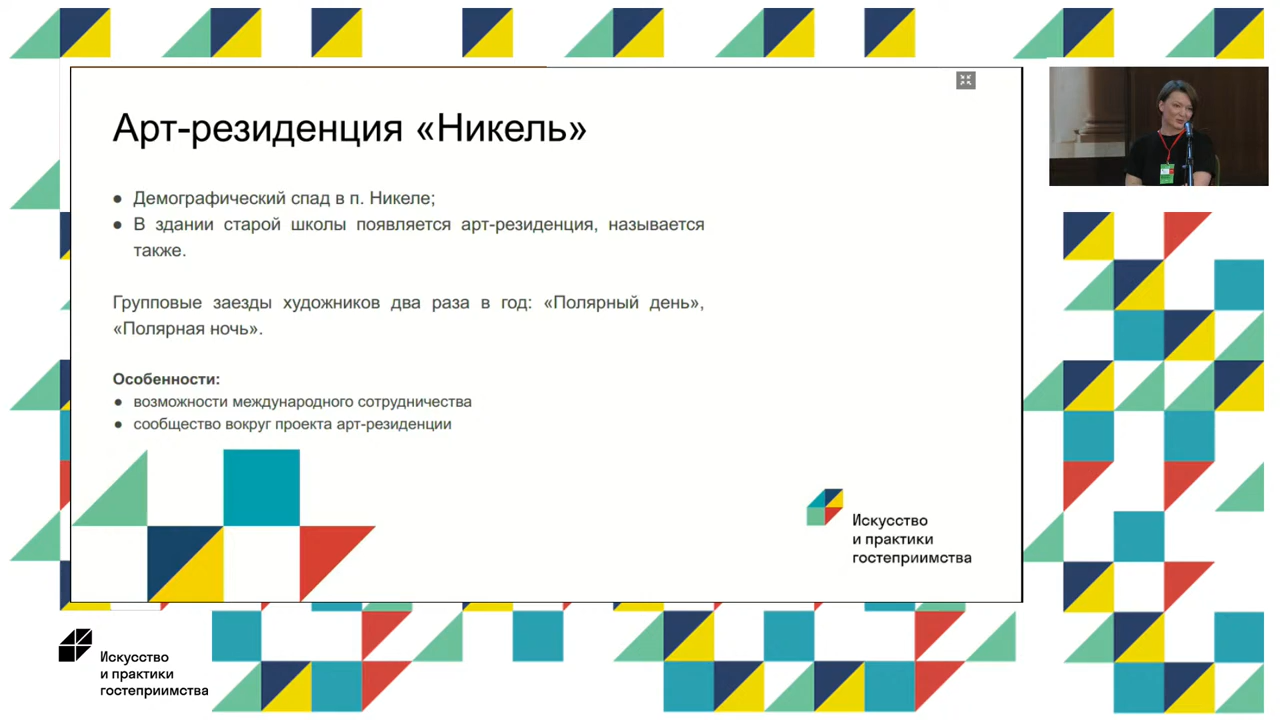 Арт-резиденция «Никель»
● Демографический спад в п. Никеле;
● В здании старой школы появляется арт-резиденция, называется
также.
Групповые заезды художников два раза в год: «Полярный день»,
«Полярная ночь».
Особенности:
● возможности международного сотрудничества
● сообщество вокруг проекта арт-резиденции
Искусство
и практики
гостеприимства
Искусство
и практики
гостеприимства